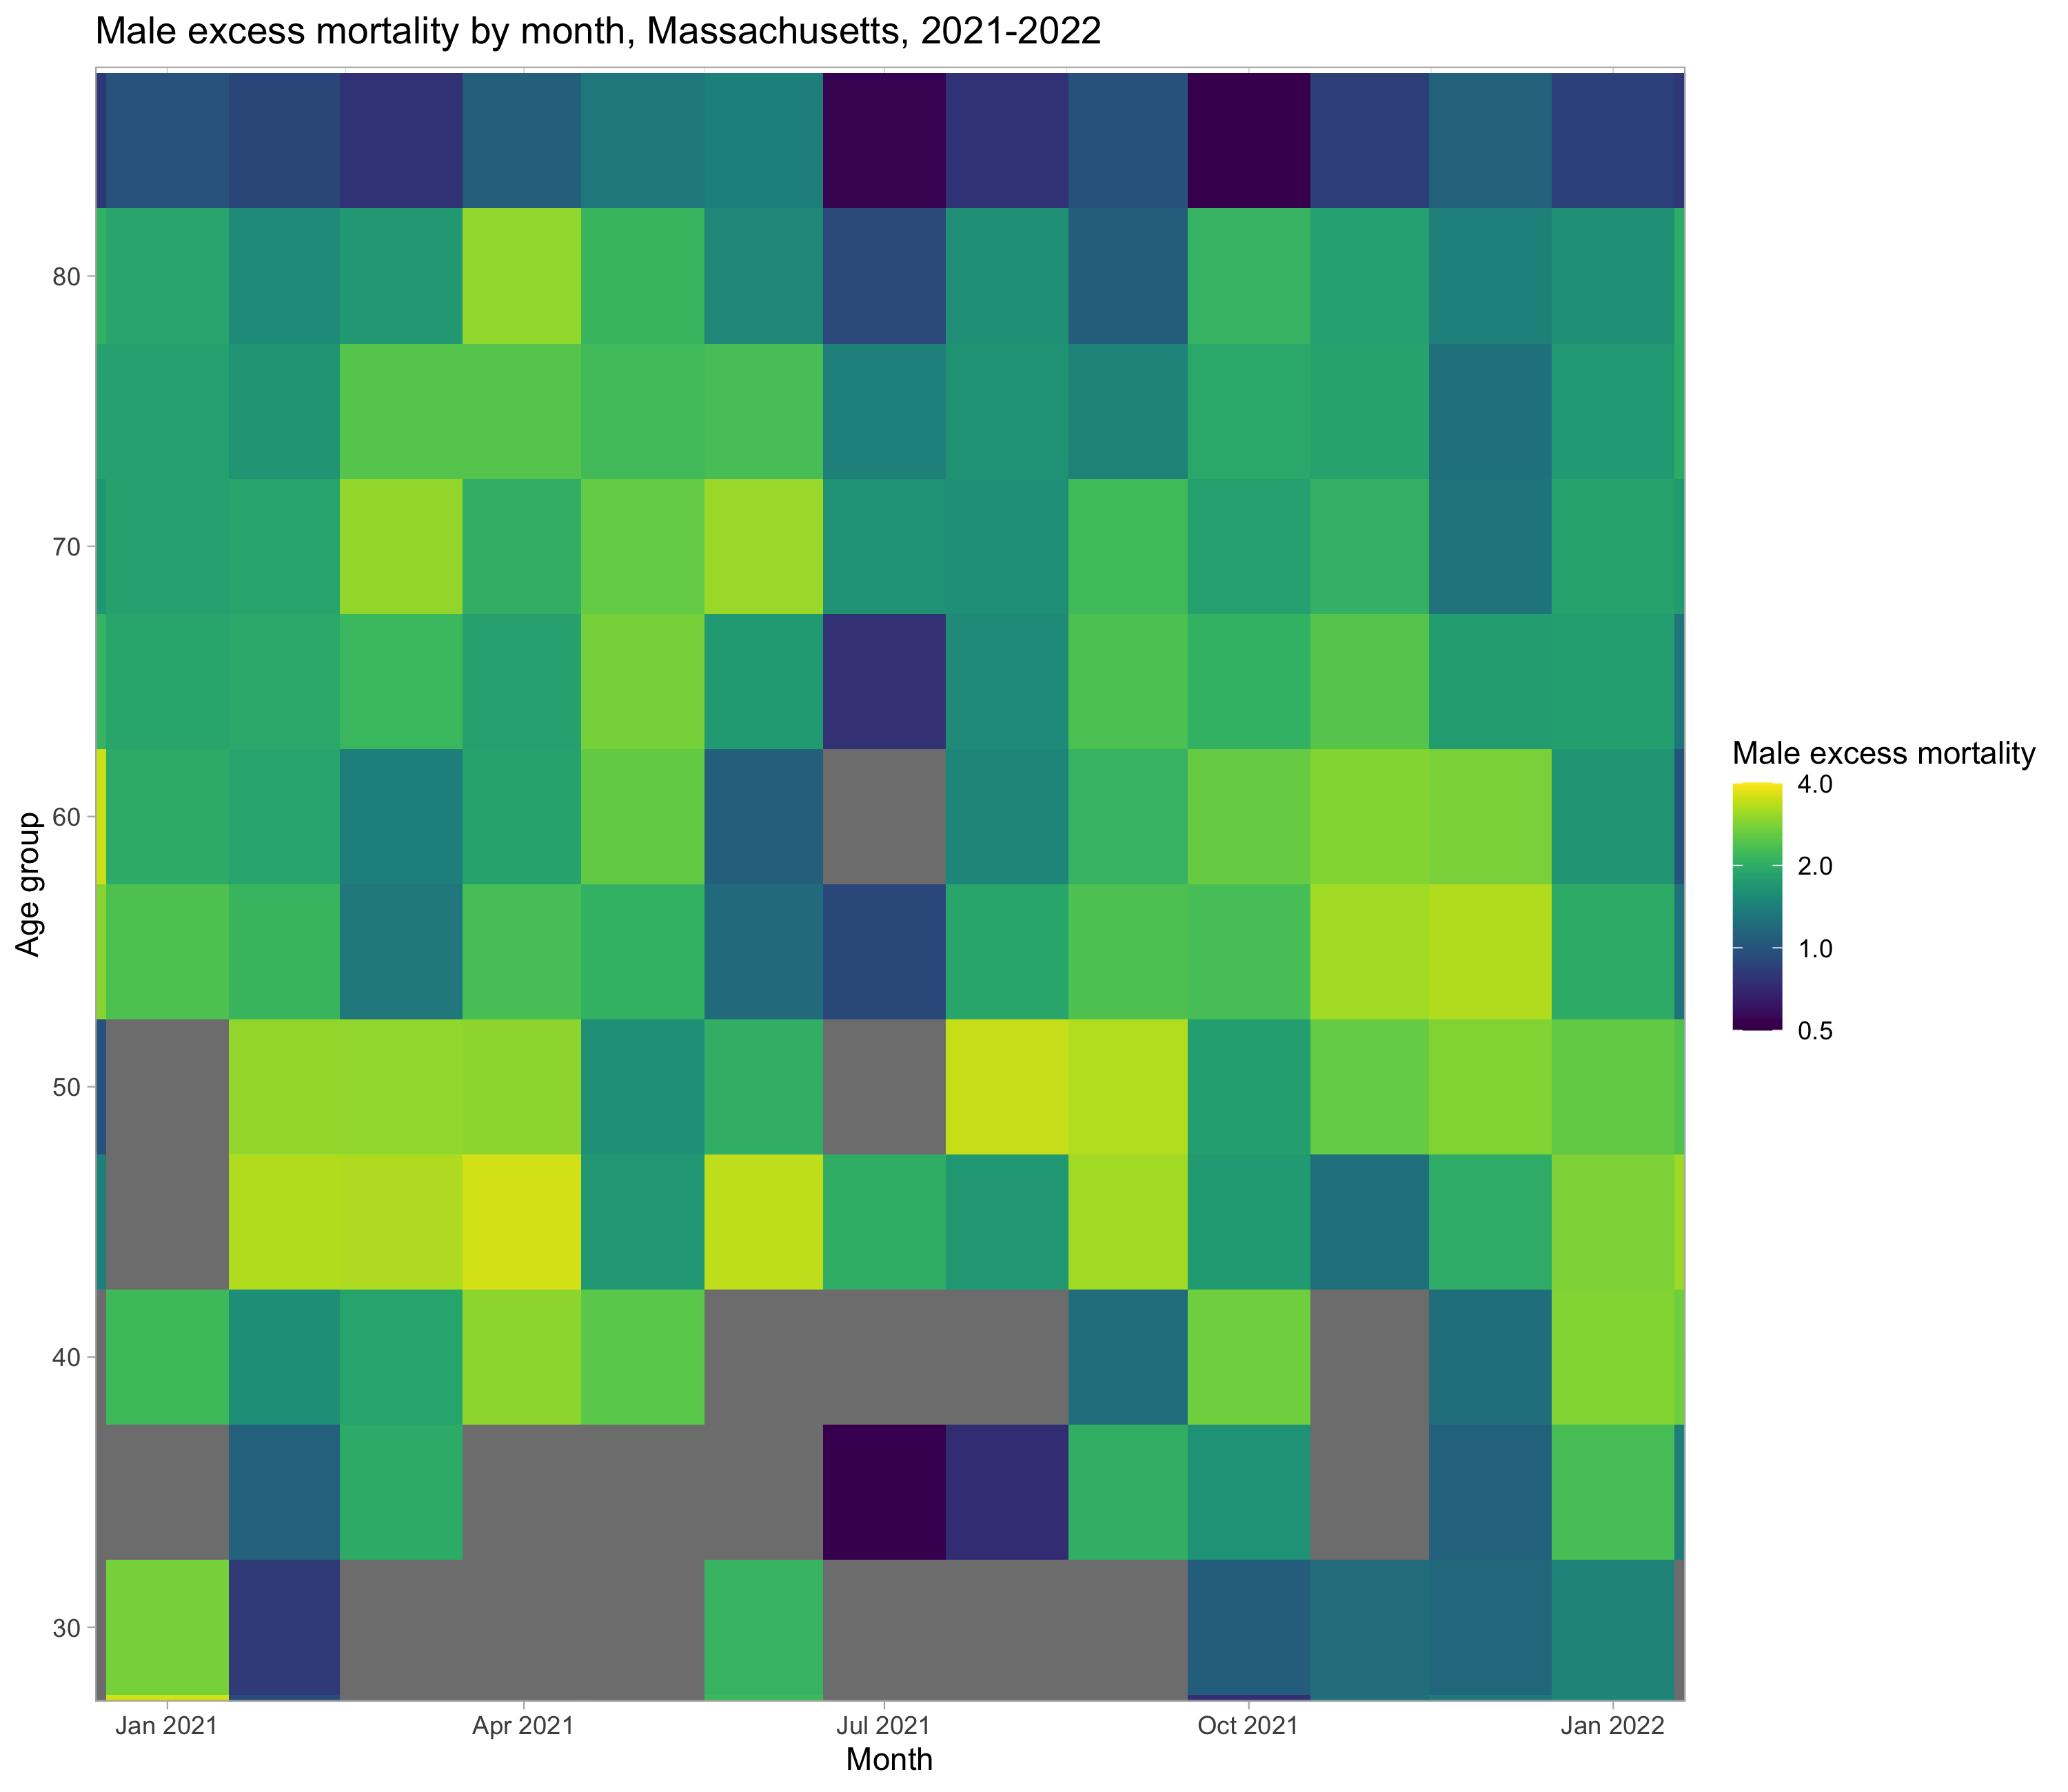 Male excess mortality by month, Massachusetts, 2021-2022
80
70
60
50
40
30
Age group
Jan 2021
Apr 2021
Jul 2021
Oct 2021
Jan 2022
Month
Male excess mortality
4.0
2.0
1.0
0.5